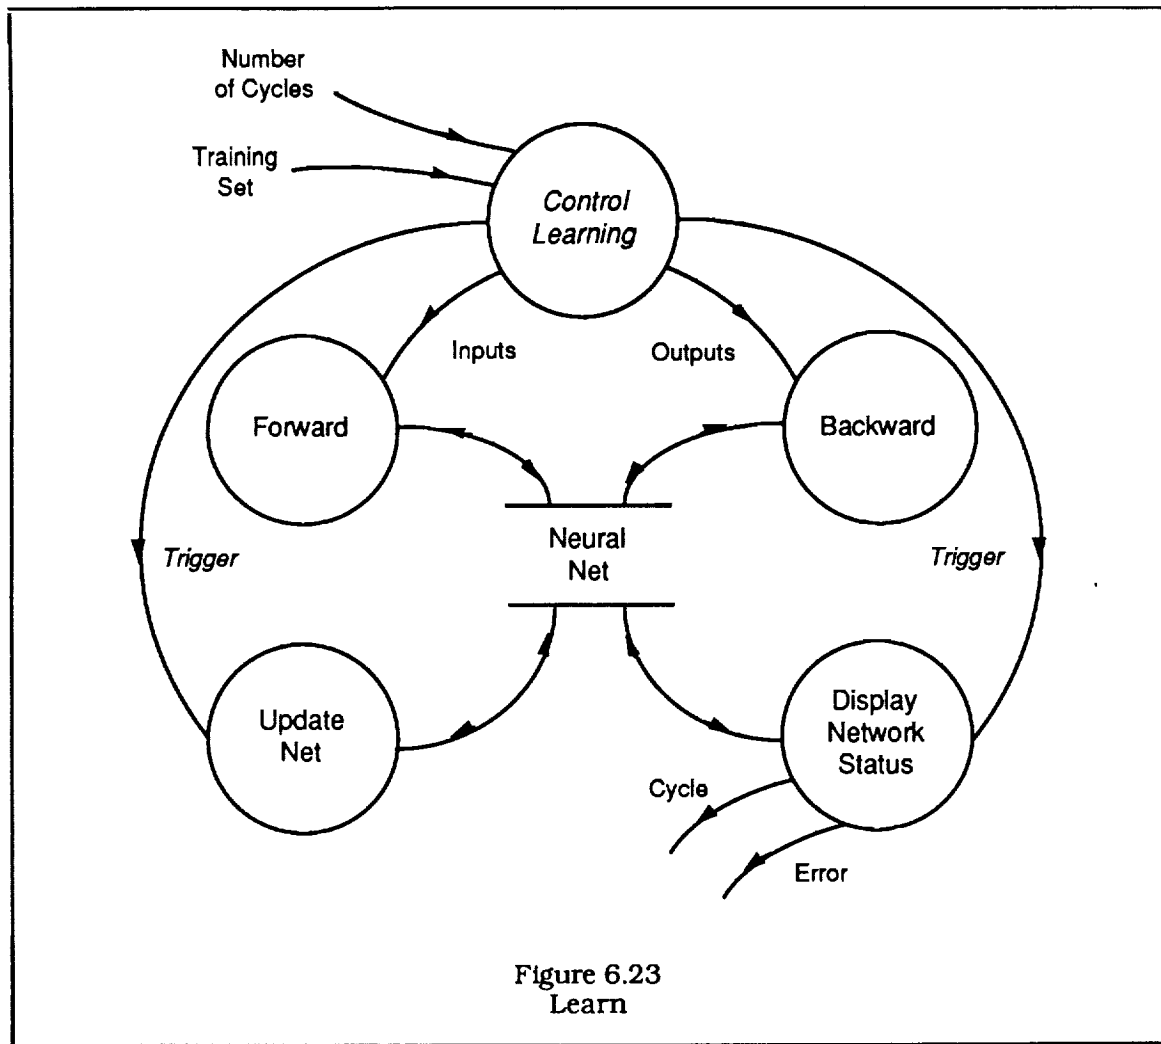 Number
of Cycles
Training
Set
Control
Learning
Inputs
Outputs
Forward
Backward
Neural
Net
Trigger
Trigger
Update
Net
Display
Network
Status
Cycle
Error
Figure 6.23
Learn